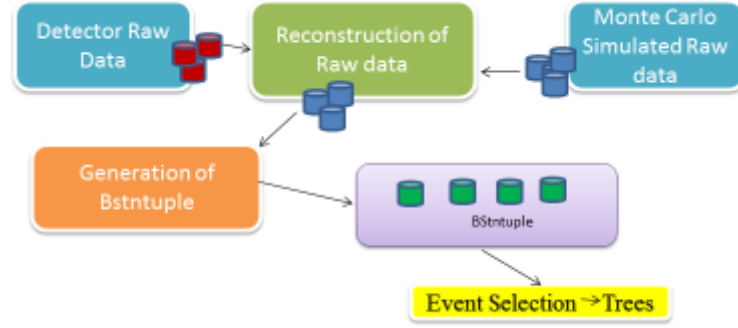 Detector Raw
Data
Reconstruction of
Raw data
Monte Carlo
Simulated Raw
data
Generation of
Bstntuple
BStntuple
Event Selection→Trees